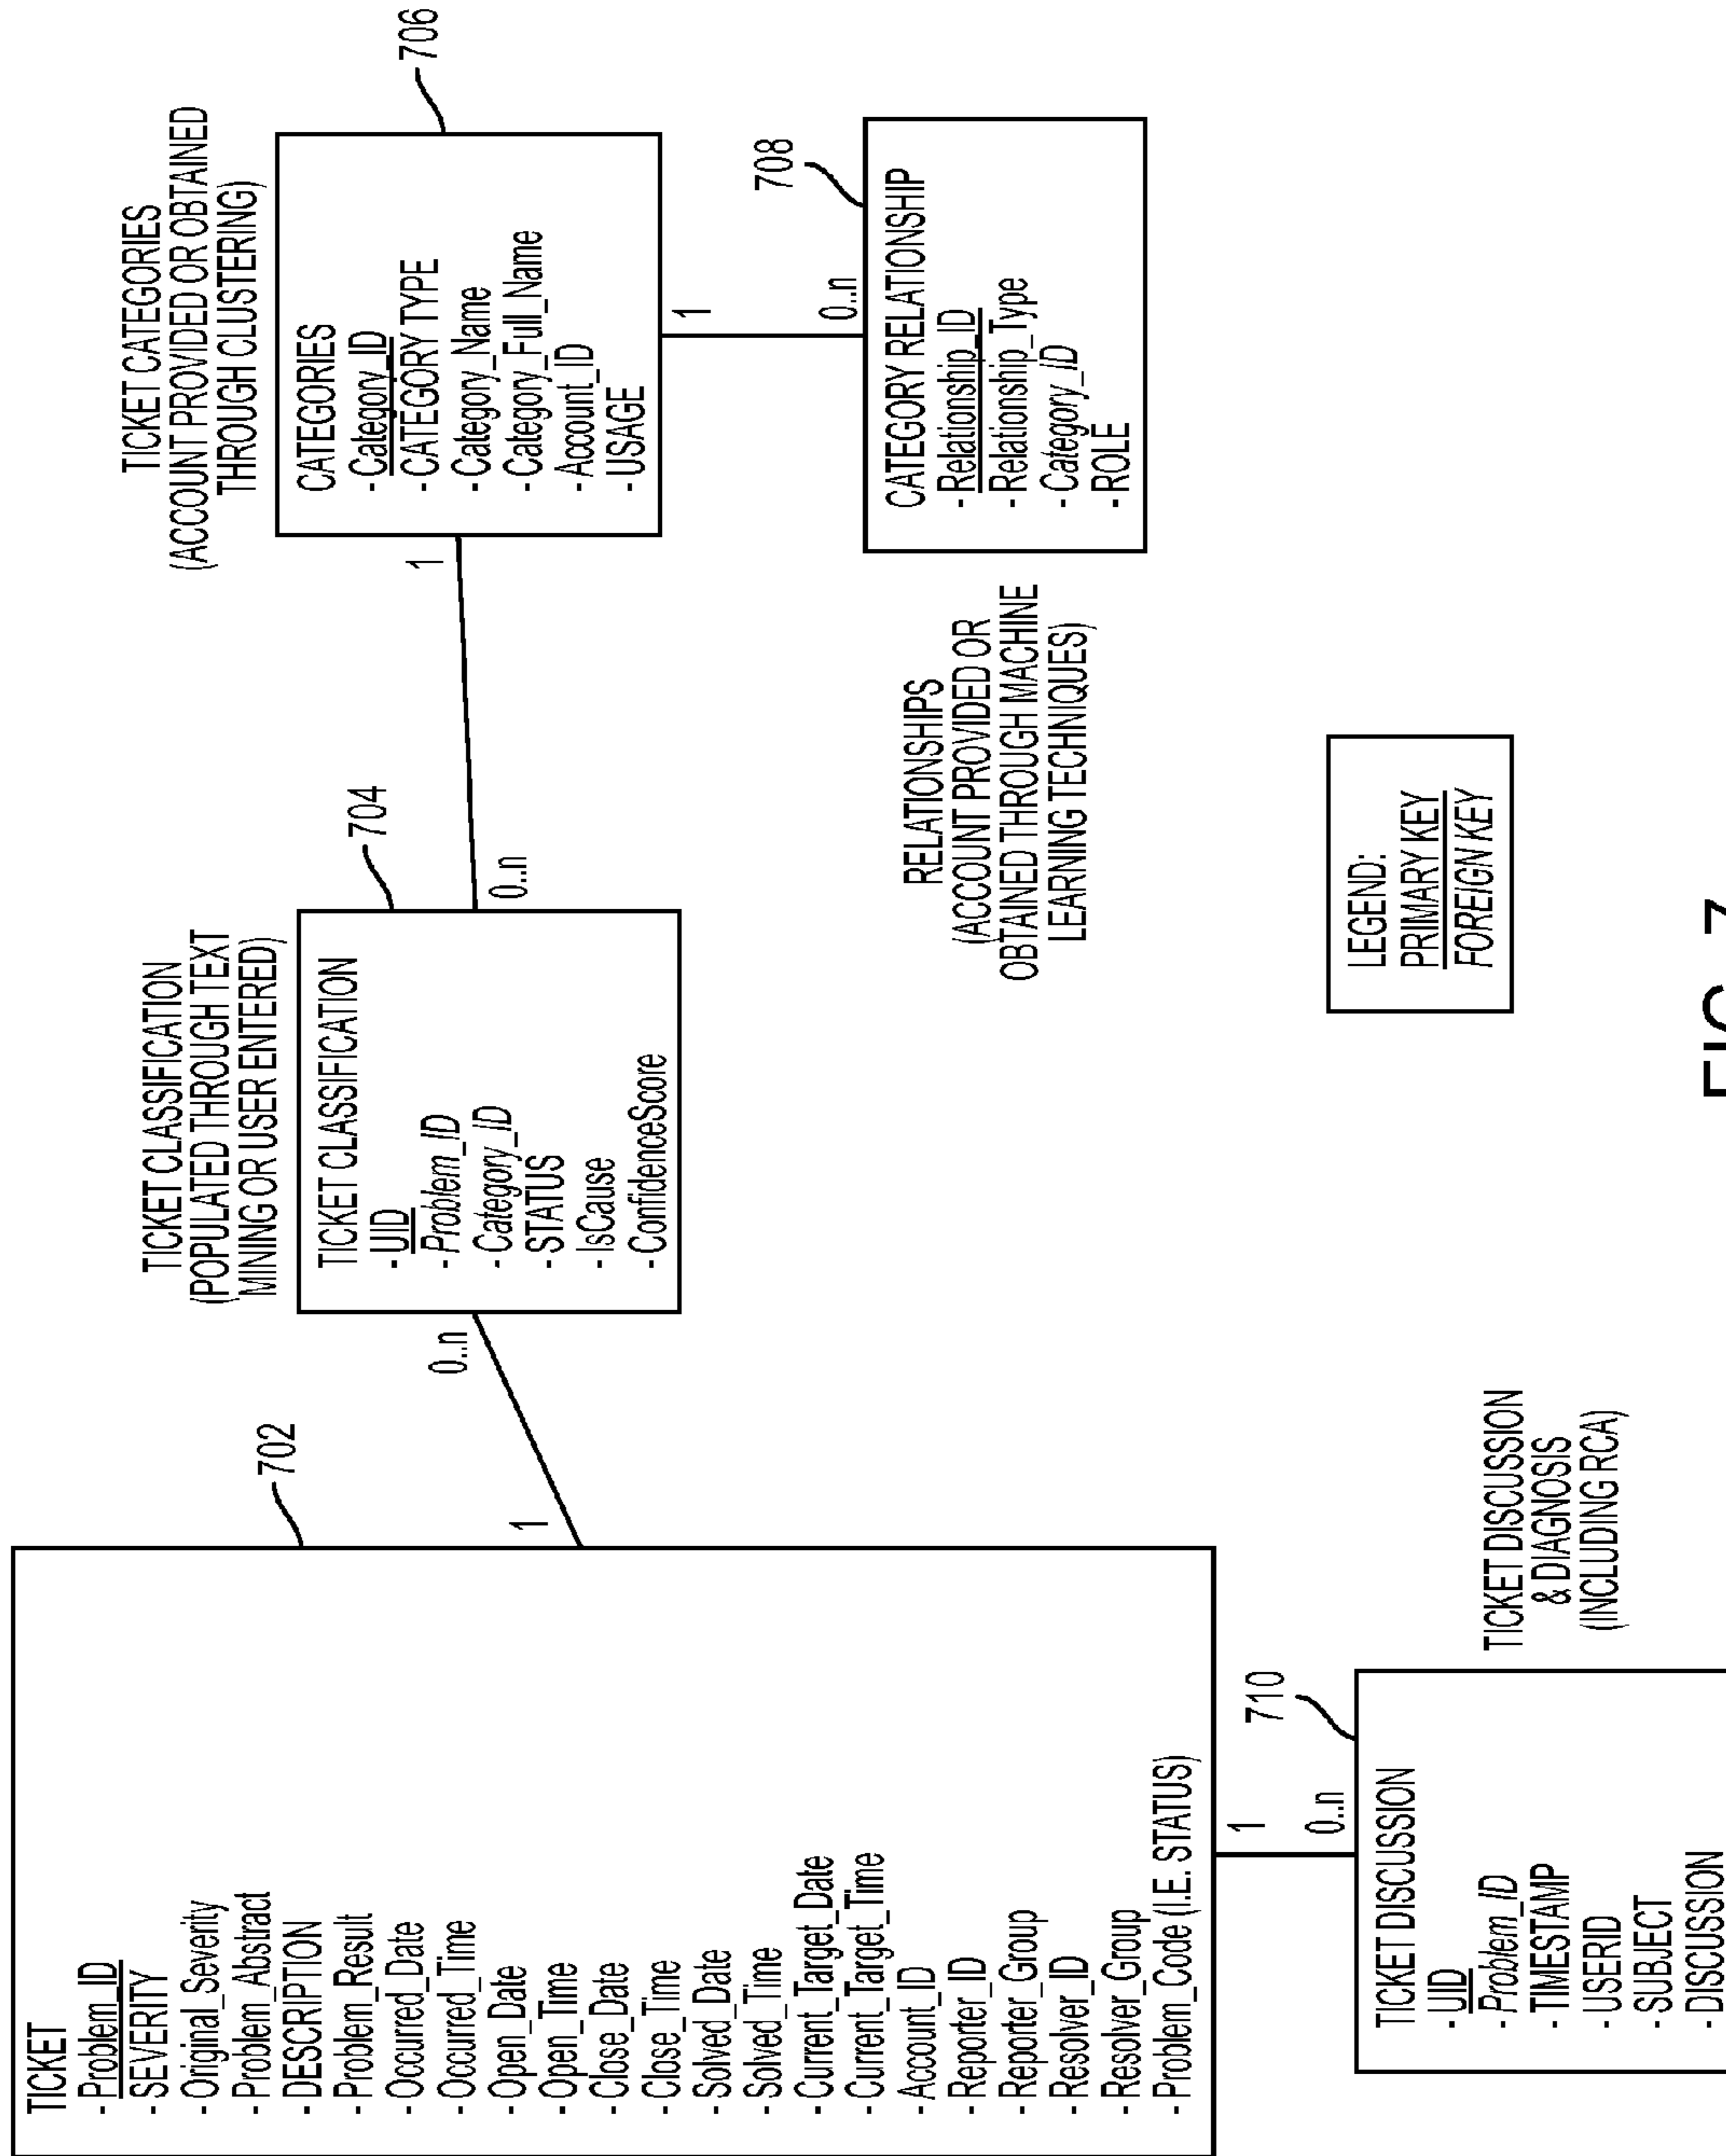 TICKET
- Problem_ID
- SEVERITY
- Original_Severity
- Problem_Abstract
- DESCRIPTION
- Problem_Result
- Occurred_Date
- Occurred_Time
- Open_Date
- Open_Time
- Close_Date
- Close_Time
- Solved_Date
- Solved_Time
- Current_Target_Date
- Current_Target_Time
- Account_ID
- Reporter_ID
- Reporter_Group
- Resolver_ID
- Resolver_Group
- Problem_Code (I.E. STATUS)
702
1
0..n
TICKET CLASSIFICATION
(POPULATED THROUGH TEXT
MINING OR USER ENTERED)
TICKET CLASSIFICATION
- UID
- Problem_ID
- Category_ID
- STATUS
- IsCause
- ConfidenceScore
704
0..n
1
TICKET CATEGORIES
(ACCOUNT PROVIDED OR OBTAINED
THROUGH CLUSTERING)
CATEGORIES
- Category_ID
- CATEGORY TYPE
- Category_Name
- Category_Full_Name
- Account_ID
- USAGE
706
1
0..n
708
CATEGORY RELATIONSHIP
- Relationship_ID
- Relationship_Type
- Category_ID
- ROLE
RELATIONSHIPS
(ACCOUNT PROVIDED OR
OBTAINED THROUGH MACHINE
LEARNING TECHNIQUES)
1
0..n
710
TICKET DISCUSSION
- UID
- Problem_ID
- TIMESTAMP
- USERID
- SUBJECT
- DISCUSSION
TICKET DISCUSSION
& DIAGNOSIS
(INCLUDING RCA)
LEGEND:
PRIMARY KEY
FOREIGN KEY